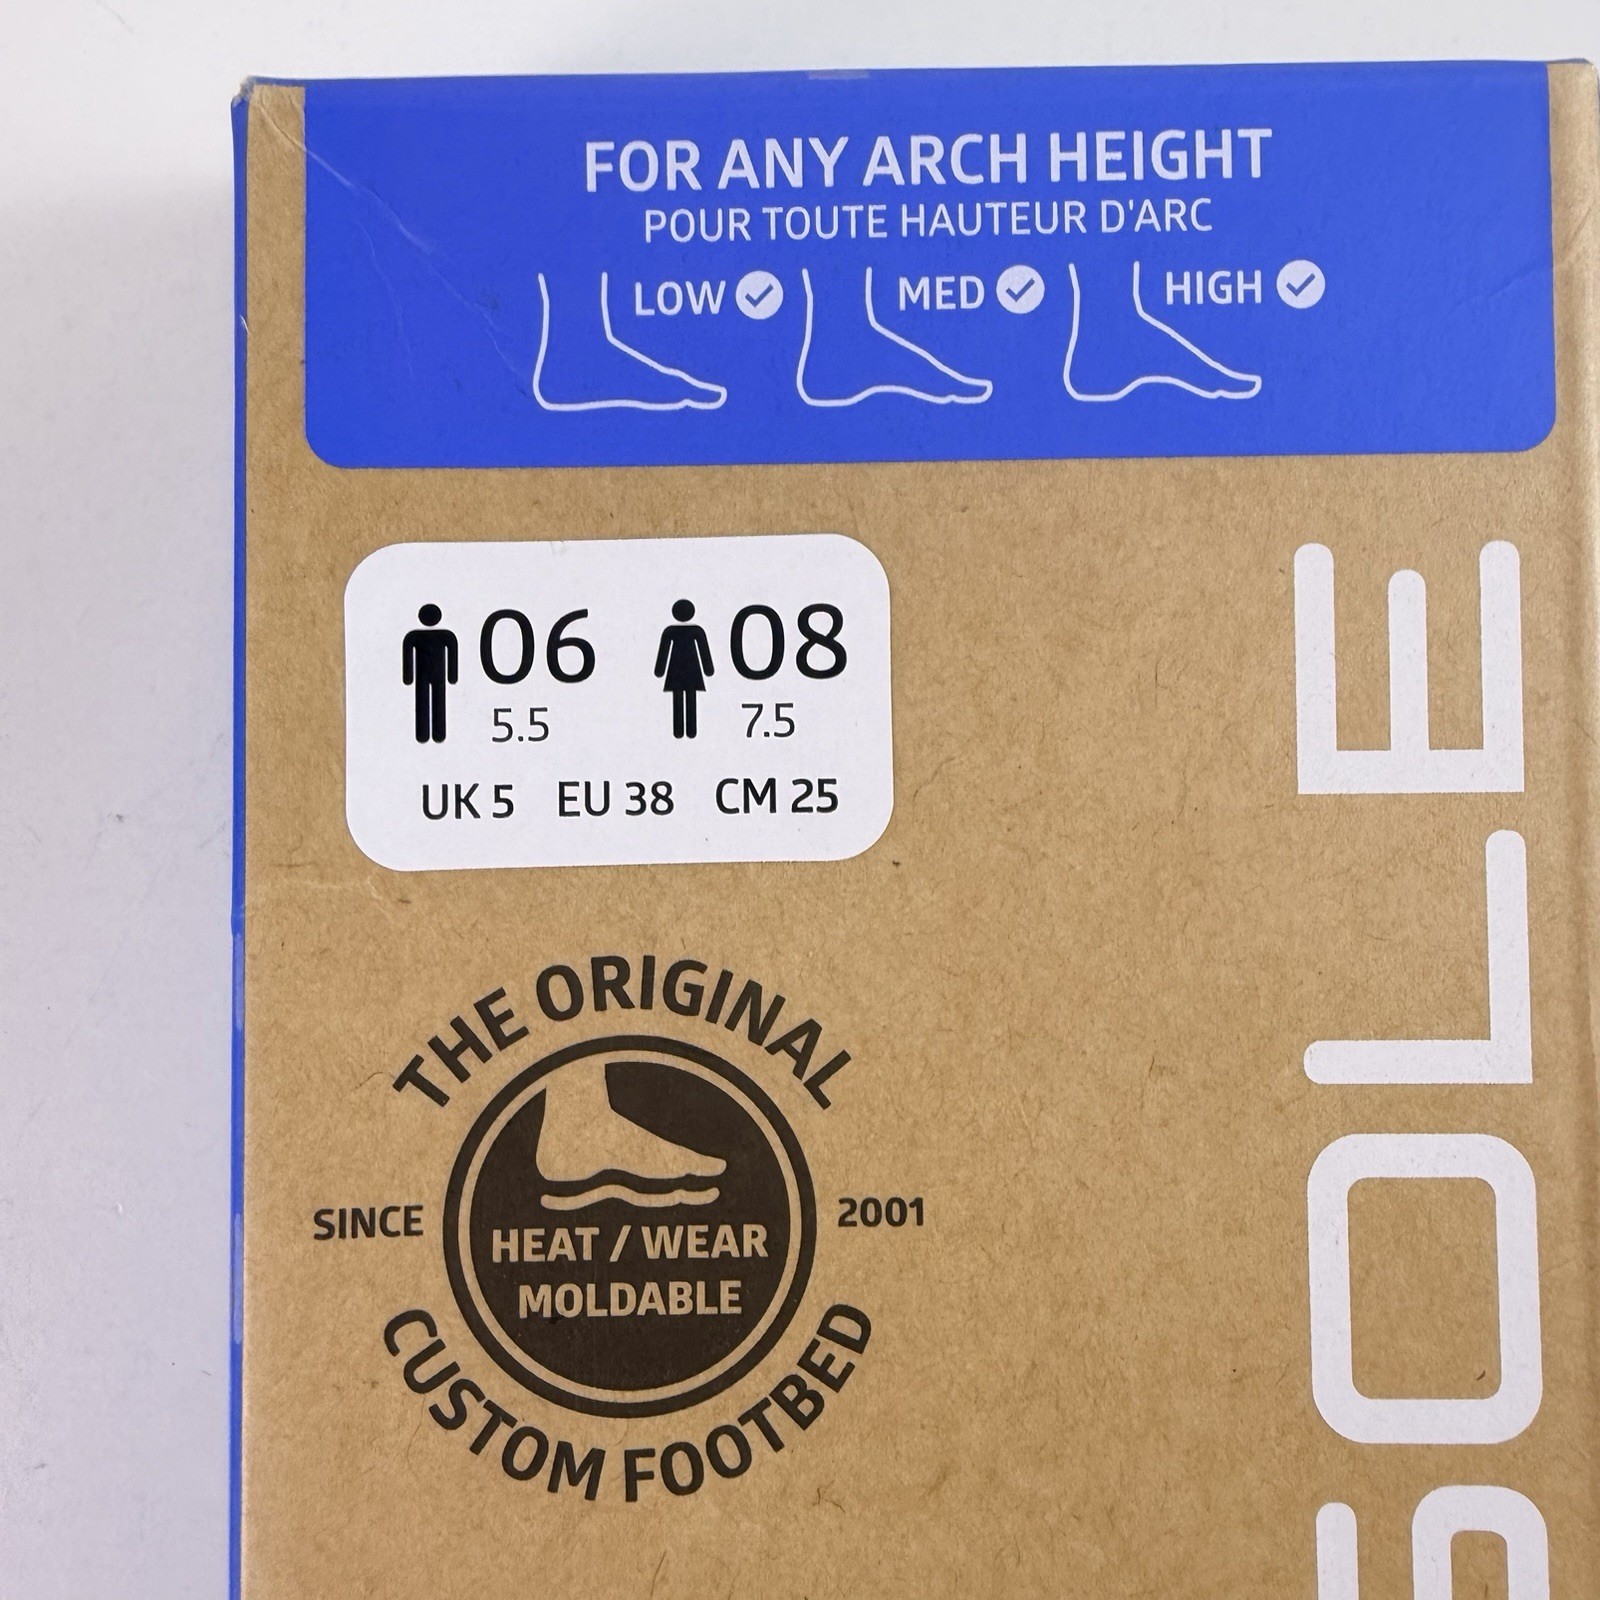 FOR ANY ARCH HEIGHT
POUR TOUTE HAUTEUR D'ARC
LOW MED HIGH
06 08
5.5 7.5
UK 5 EU 38 CM 25
THE ORIGINAL
SINCE 2001
HEAT / WEAR
MOLDABLE
CUSTOM FOOTBED
SOLE